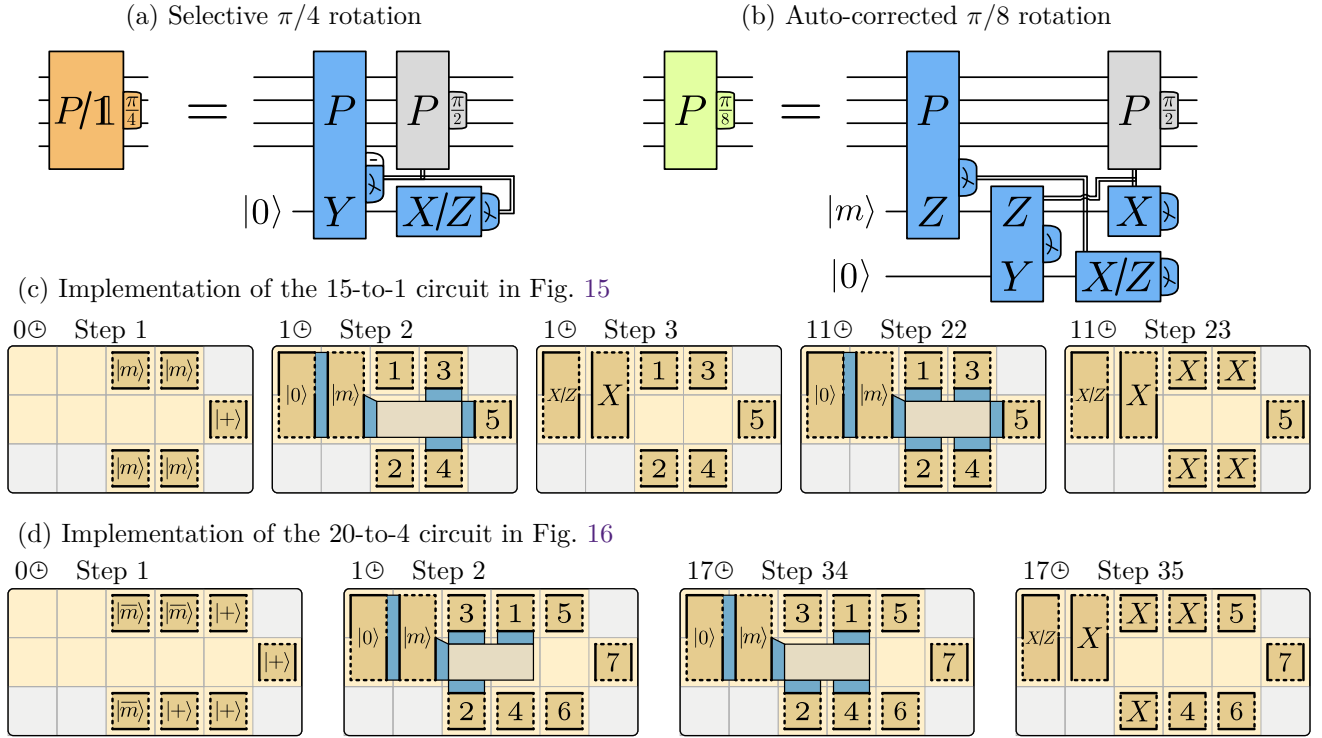 (a) Selective π/4 rotation
(b) Auto-corrected π/8 rotation
P/𝟙 π/4 = P P π/2
-
|0⟩ Y X/Z
P π/8 = P P π/2
|m⟩ Z Z X
|0⟩ Y X/Z
(c) Implementation of the 15-to-1 circuit in Fig. 15
0 Step 1
|m⟩ |m⟩
|+⟩
|m⟩ |m⟩
1 Step 2
1 3
|0⟩ |m⟩ 5
2 4
1 Step 3
1 3
X/Z X 5
2 4
11 Step 22
1 3
|0⟩ |m⟩ 5
2 4
11 Step 23
X X
X/Z X 5
X X
(d) Implementation of the 20-to-4 circuit in Fig. 16
0 Step 1
|m̅⟩ |m̅⟩ |+⟩
|+⟩
|m̅⟩ |+⟩ |+⟩
1 Step 2
3 1 5
|0⟩ |m⟩ 7
2 4 6
17 Step 34
3 1 5
|0⟩ |m⟩ 7
2 4 6
17 Step 35
X X 5
X/Z X 7
X 4 6